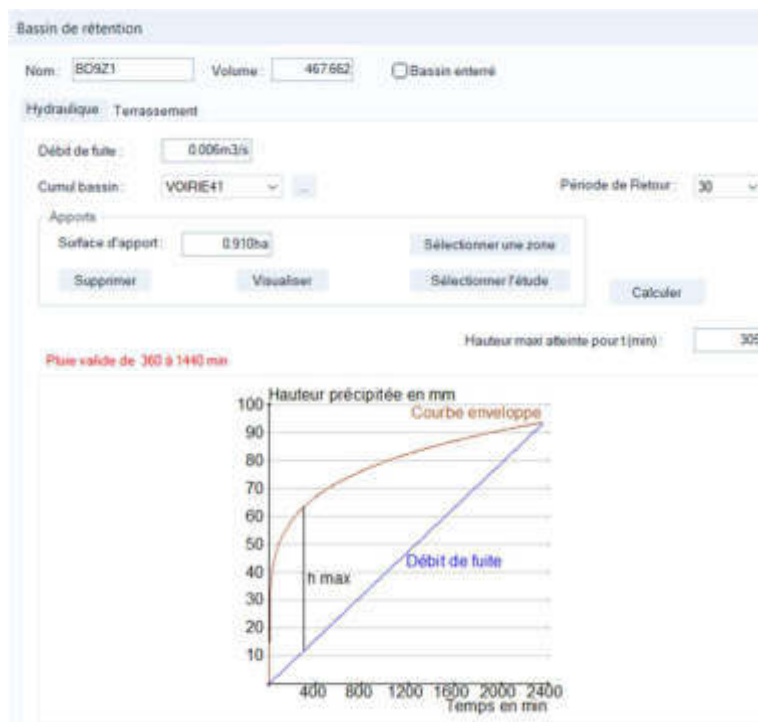 Bassin de rétention
Nom : BO9Z1 Volume : 467.662 Bassin enterré
Hydraulique Terrassement
Débit de fuite : 0.006m3/s
Cumul bassin : VOIRIE41 ... Période de Retour : 30
Apports
Surface d'apport : 0.910ha Sélectionner une zone
Supprimer Visualiser Sélectionner l'étude
Calculer
Hauteur maxi atteinte pour t(min) :
Pluie valide de 360 à 1440 min
Hauteur précipitée en mm
Courbe enveloppe
100
90
80
70
60
50
Débit de fuite
40
h max
30
20
10
400 800 1200 1600 2000 2400
Temps en min